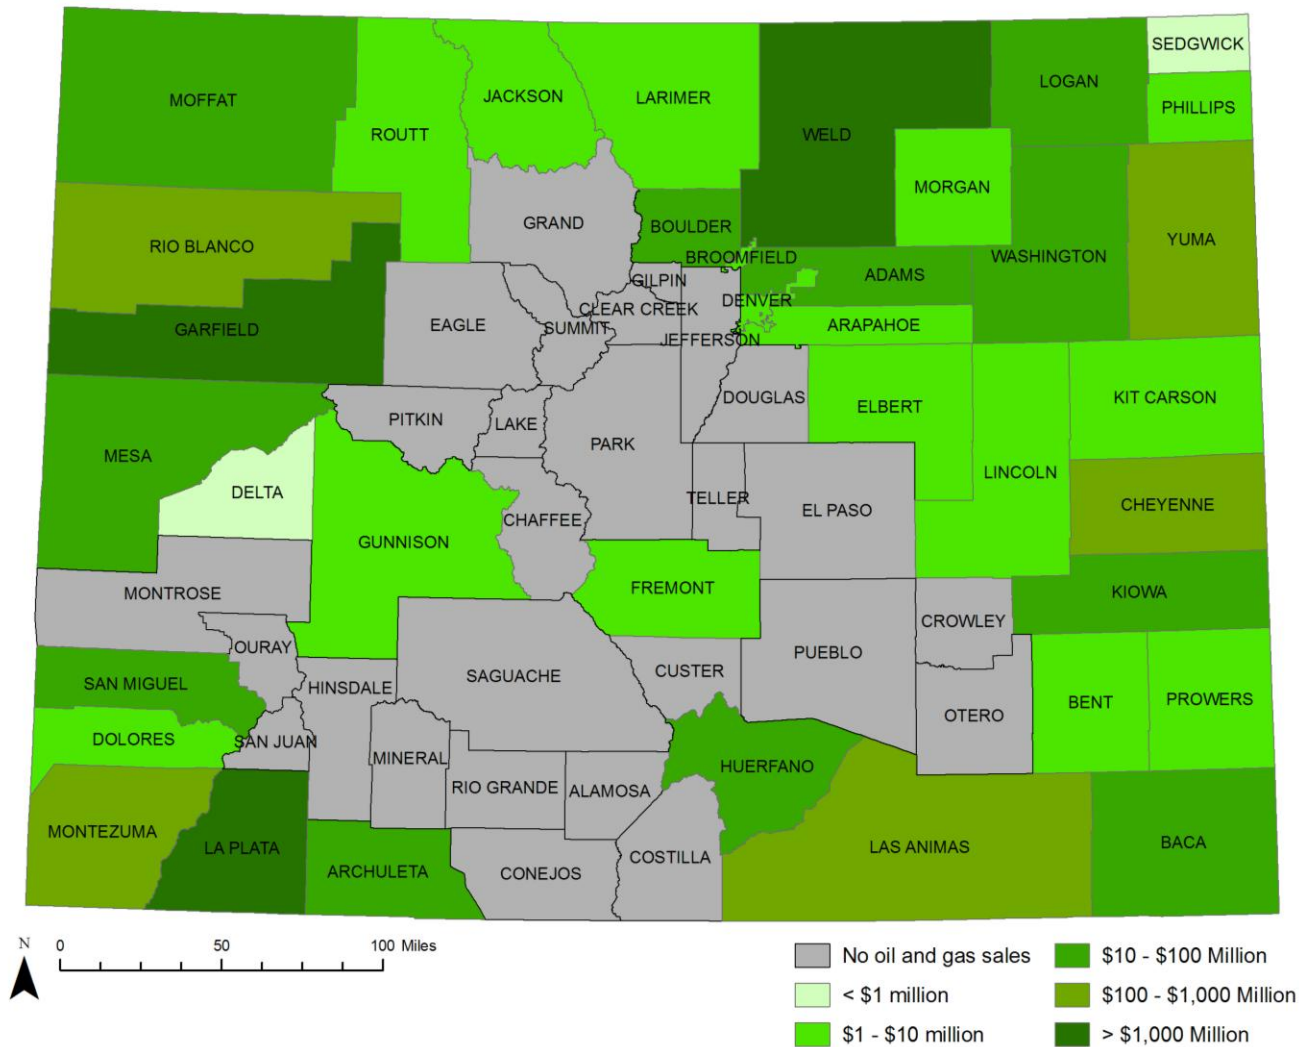 SEDGWICK
LOGAN
MOFFAT
JACKSON
LARIMER
PHILLIPS
ROUTT
WELD
MORGAN
GRAND
BOULDER
YUMA
RIO BLANCO
BROOMFIELD
WASHINGTON
GILPIN
ADAMS
DENVER
CLEAR CREEK
GARFIELD
EAGLE
SUMMIT
ARAPAHOE
JEFFERSON
DOUGLAS
KIT CARSON
ELBERT
PITKIN
LAKE
PARK
MESA
LINCOLN
DELTA
TELLER
CHEYENNE
EL PASO
CHAFFEE
GUNNISON
FREMONT
MONTROSE
KIOWA
CROWLEY
OURAY
PUEBLO
CUSTER
SAGUACHE
SAN MIGUEL
HINSDALE
PROWERS
BENT
OTERO
DOLORES
SAN JUAN
MINERAL
HUERFANO
RIO GRANDE
ALAMOSA
MONTEZUMA
LA PLATA
LAS ANIMAS
BACA
COSTILLA
ARCHULETA
CONEJOS
N
0 50 100 Miles
No oil and gas sales
< $1 million
$1 - $10 million
$10 - $100 Million
$100 - $1,000 Million
> $1,000 Million